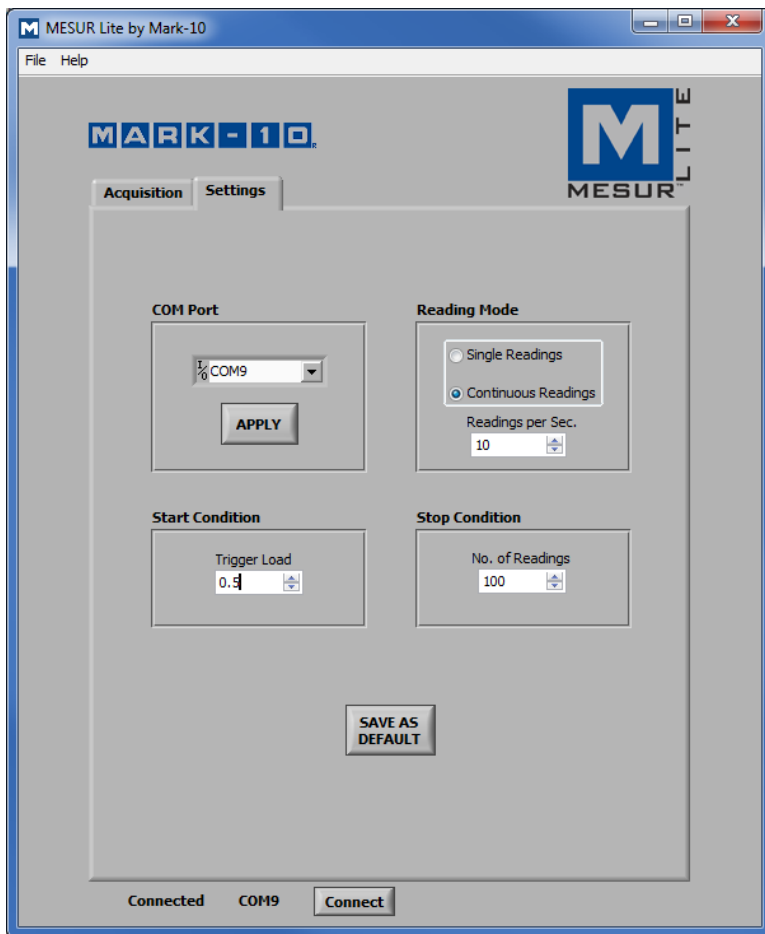 MESUR Lite by Mark-10
File Help
MARK-10
M
LITE
MESUR™
Acquisition Settings
COM Port
Reading Mode
I/O COM9
Single Readings
Continuous Readings
APPLY
Readings per Sec.
10
Start Condition
Stop Condition
Trigger Load
0.5
No. of Readings
100
SAVE AS
DEFAULT
Connected COM9 Connect